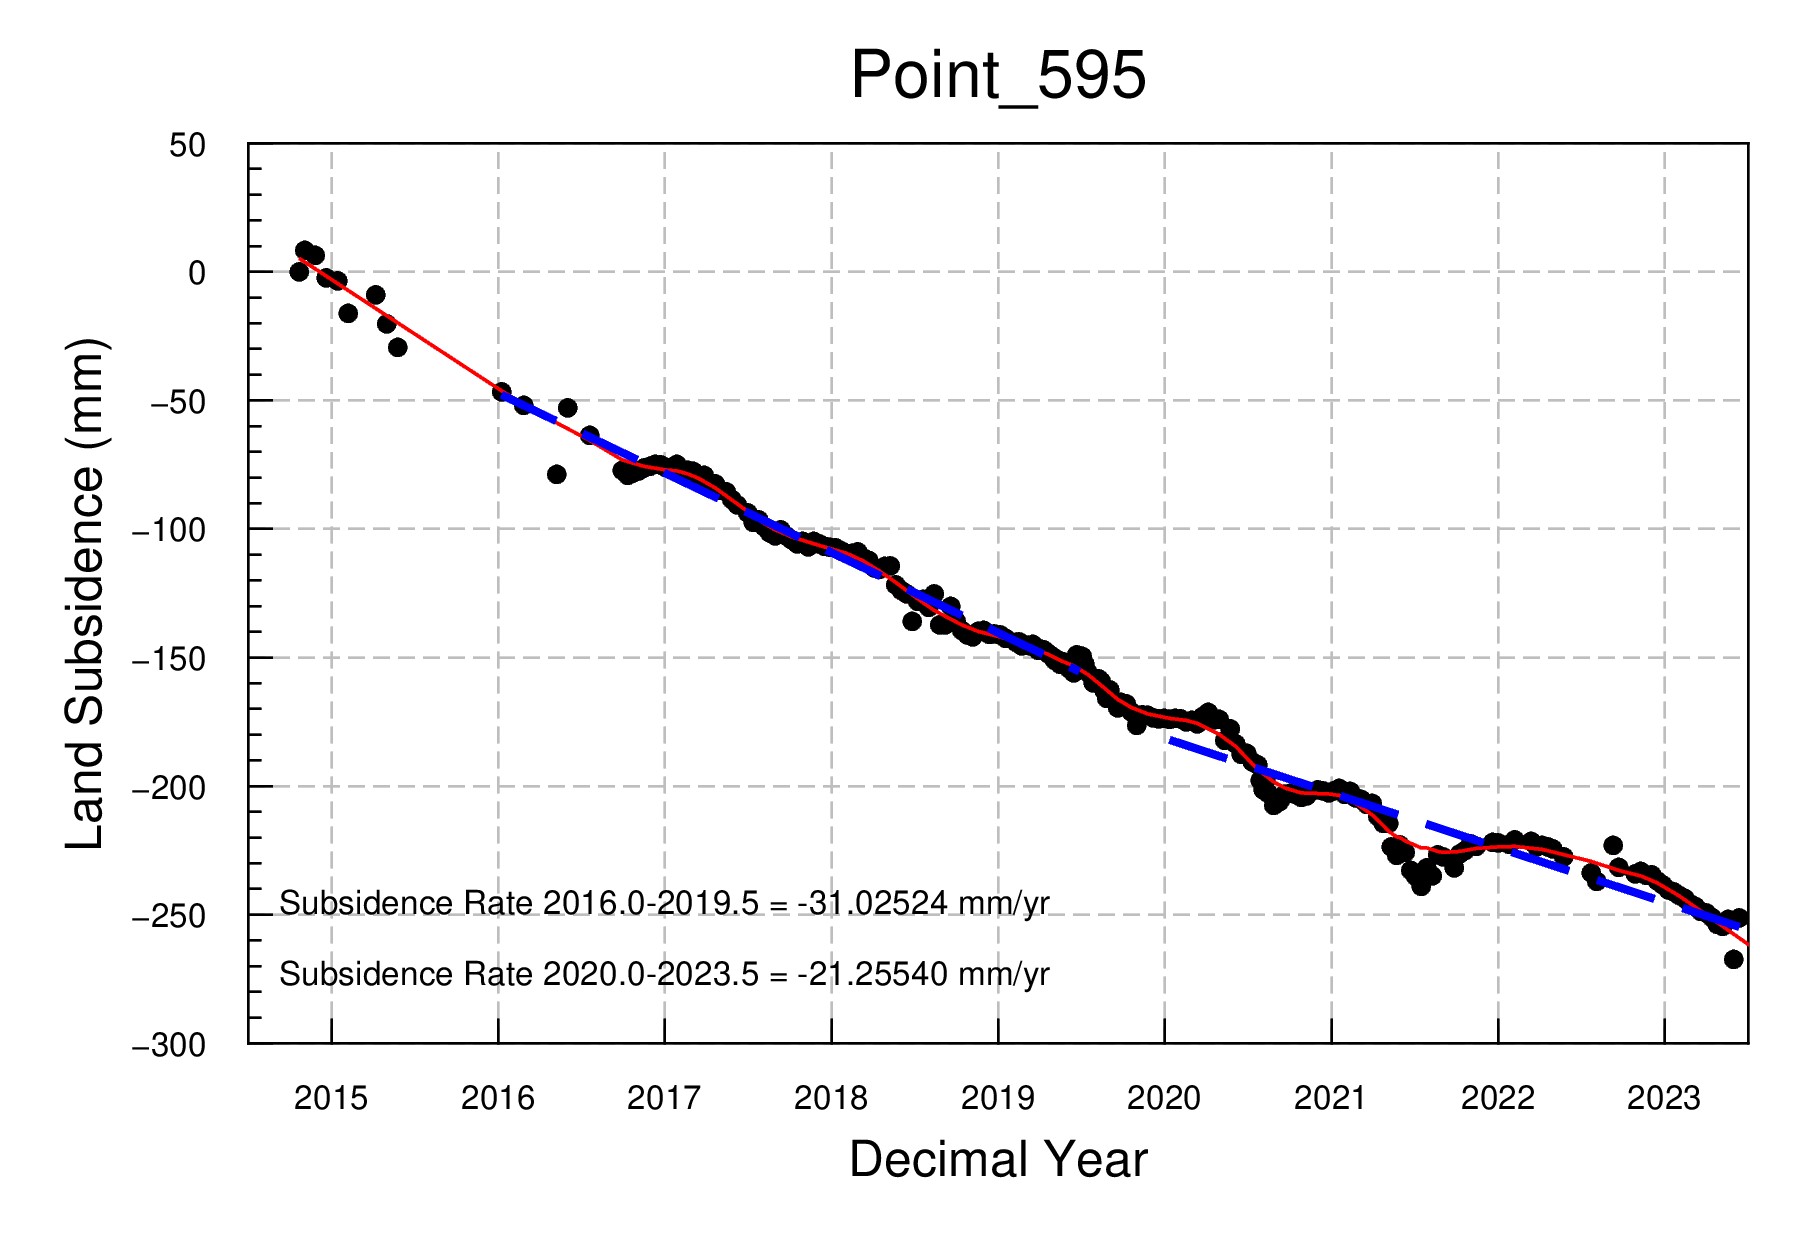 Point_595
50
0
−50
−100
−150
−200
−250
−300
Land Subsidence (mm)
Subsidence Rate 2016.0-2019.5 = -31.02524 mm/yr
Subsidence Rate 2020.0-2023.5 = -21.25540 mm/yr
2015 2016 2017 2018 2019 2020 2021 2022 2023
Decimal Year